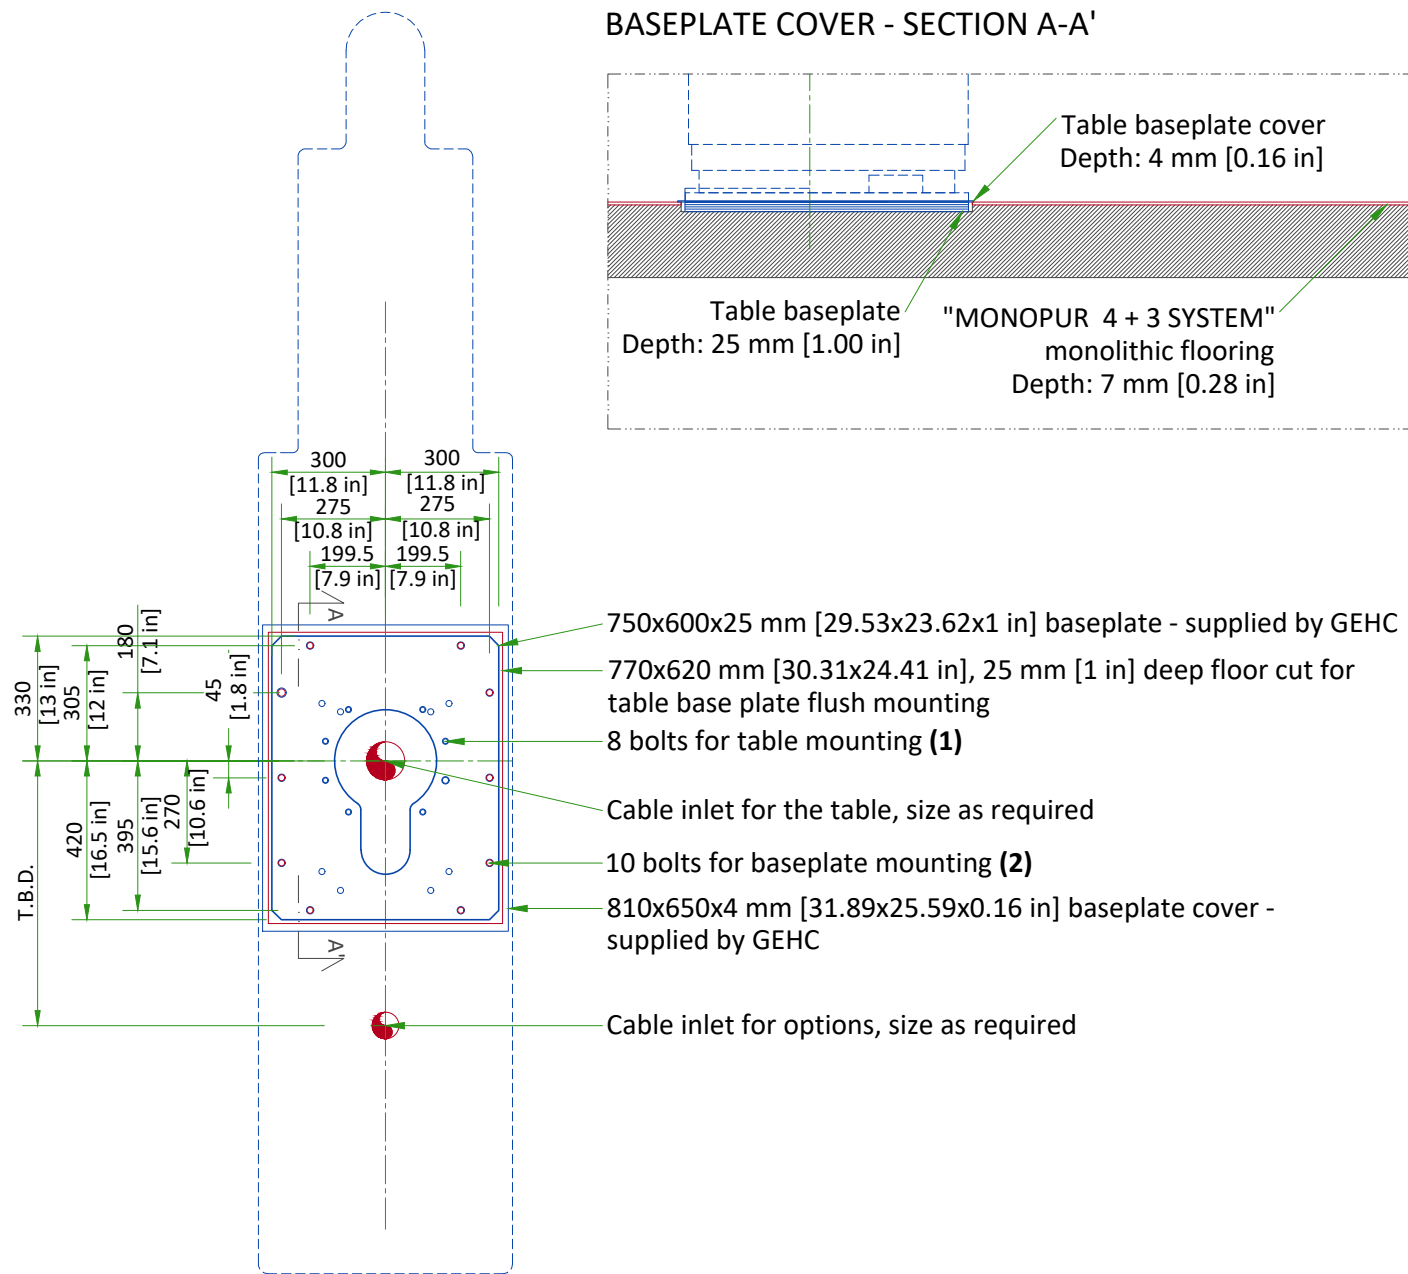 BASEPLATE COVER - SECTION A-A'
Table baseplate cover
Depth: 4 mm [0.16 in]
Table baseplate
Depth: 25 mm [1.00 in]
"MONOPUR 4 + 3 SYSTEM"
monolithic flooring
Depth: 7 mm [0.28 in]
300
[11.8 in]
300
[11.8 in]
275
[10.8 in]
275
[10.8 in]
199.5
[7.9 in]
199.5
[7.9 in]
A
180
[7.1 in]
330
[13 in]
305
[12 in]
45
[1.8 in]
420
[16.5 in]
395
[15.6 in]
270
[10.6 in]
T.B.D.
A'
750x600x25 mm [29.53x23.62x1 in] baseplate - supplied by GEHC
770x620 mm [30.31x24.41 in], 25 mm [1 in] deep floor cut for
table base plate flush mounting
8 bolts for table mounting (1)
Cable inlet for the table, size as required
10 bolts for baseplate mounting (2)
810x650x4 mm [31.89x25.59x0.16 in] baseplate cover -
supplied by GEHC
Cable inlet for options, size as required